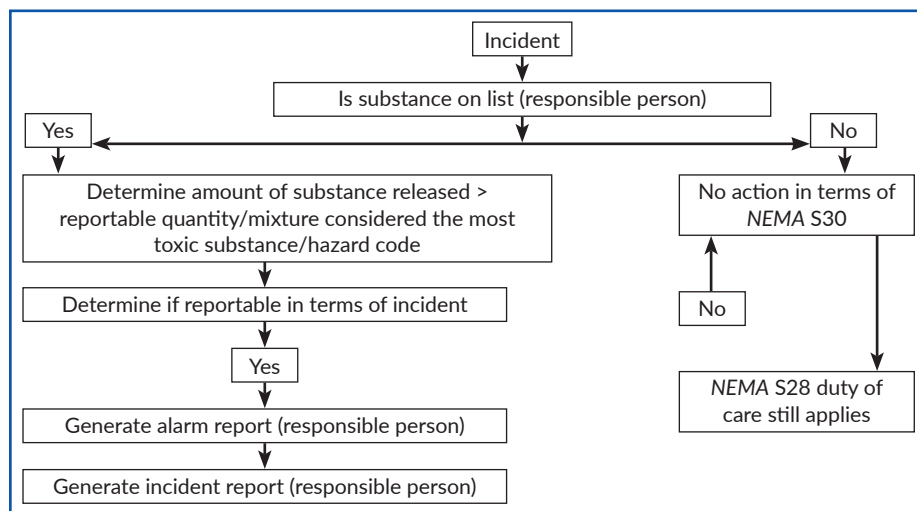 Incident
Is substance on list (responsible person)
Yes
No
Determine amount of substance released >
reportable quantity/mixture considered the most
toxic substance/hazard code
No action in terms of
NEMA S30
Determine if reportable in terms of incident
No
Yes
NEMA S28 duty of
care still applies
Generate alarm report (responsible person)
Generate incident report (responsible person)